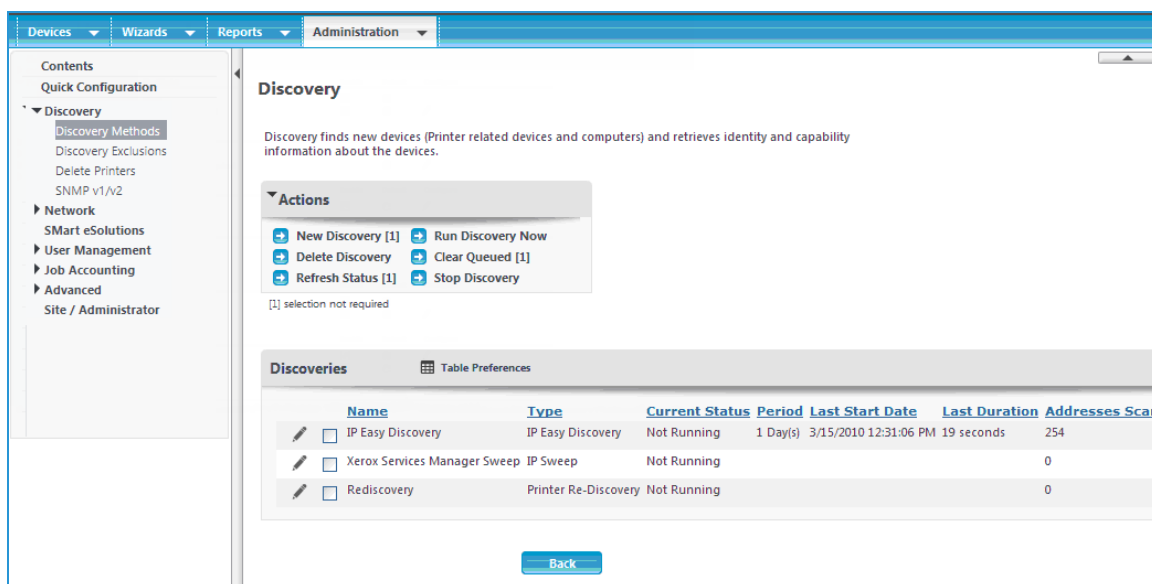 Devices Wizards Reports Administration
Contents
Quick Configuration
Discovery
Discovery Methods
Discovery Exclusions
Delete Printers
SNMP v1/v2
Network
SMart eSolutions
User Management
Job Accounting
Advanced
Site / Administrator
Discovery
Discovery finds new devices (Printer related devices and computers) and retrieves identity and capability
information about the devices.
Actions
New Discovery [1] Run Discovery Now
Delete Discovery Clear Queued [1]
Refresh Status [1] Stop Discovery
[1] selection not required
Discoveries Table Preferences
Name Type Current Status Period Last Start Date Last Duration Addresses Scar
IP Easy Discovery IP Easy Discovery Not Running 1 Day(s) 3/15/2010 12:31:06 PM 19 seconds 254
Xerox Services Manager Sweep IP Sweep Not Running 0
Rediscovery Printer Re-Discovery Not Running 0
Back